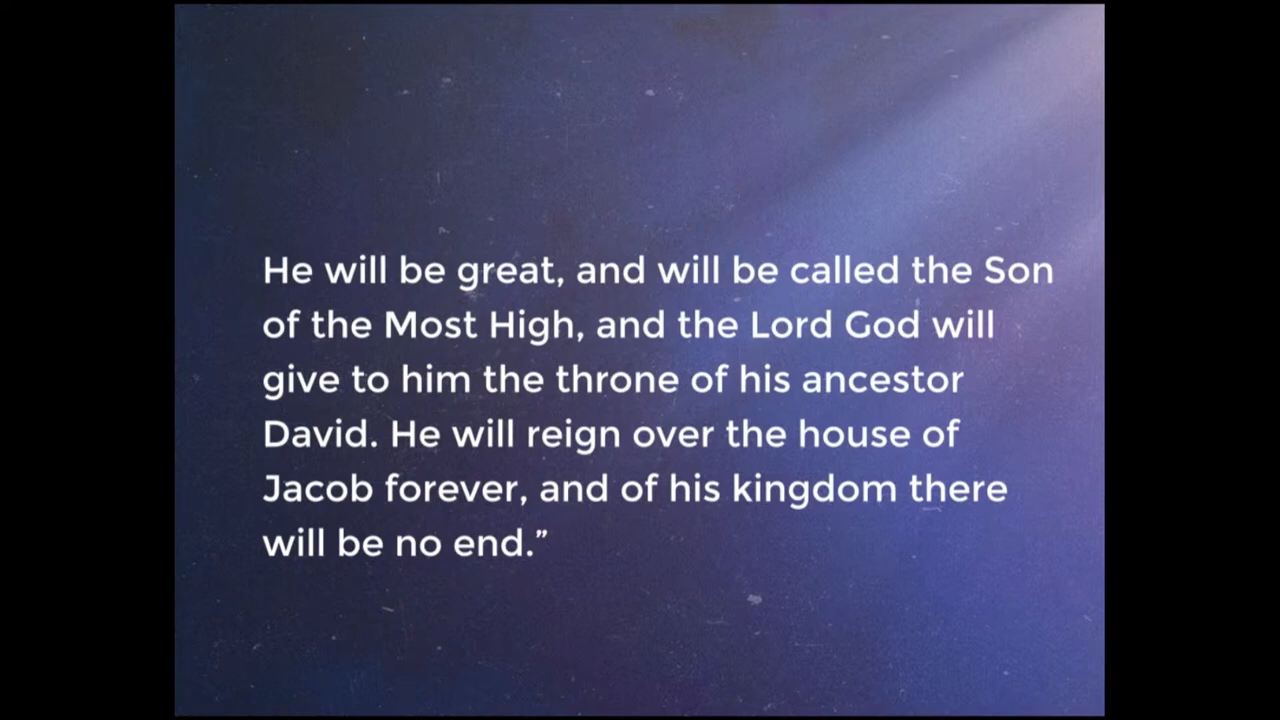 He will be great, and will be called the Son
of the Most High, and the Lord God will
give to him the throne of his ancestor
David. He will reign over the house of
Jacob forever, and of his kingdom there
will be no end.”